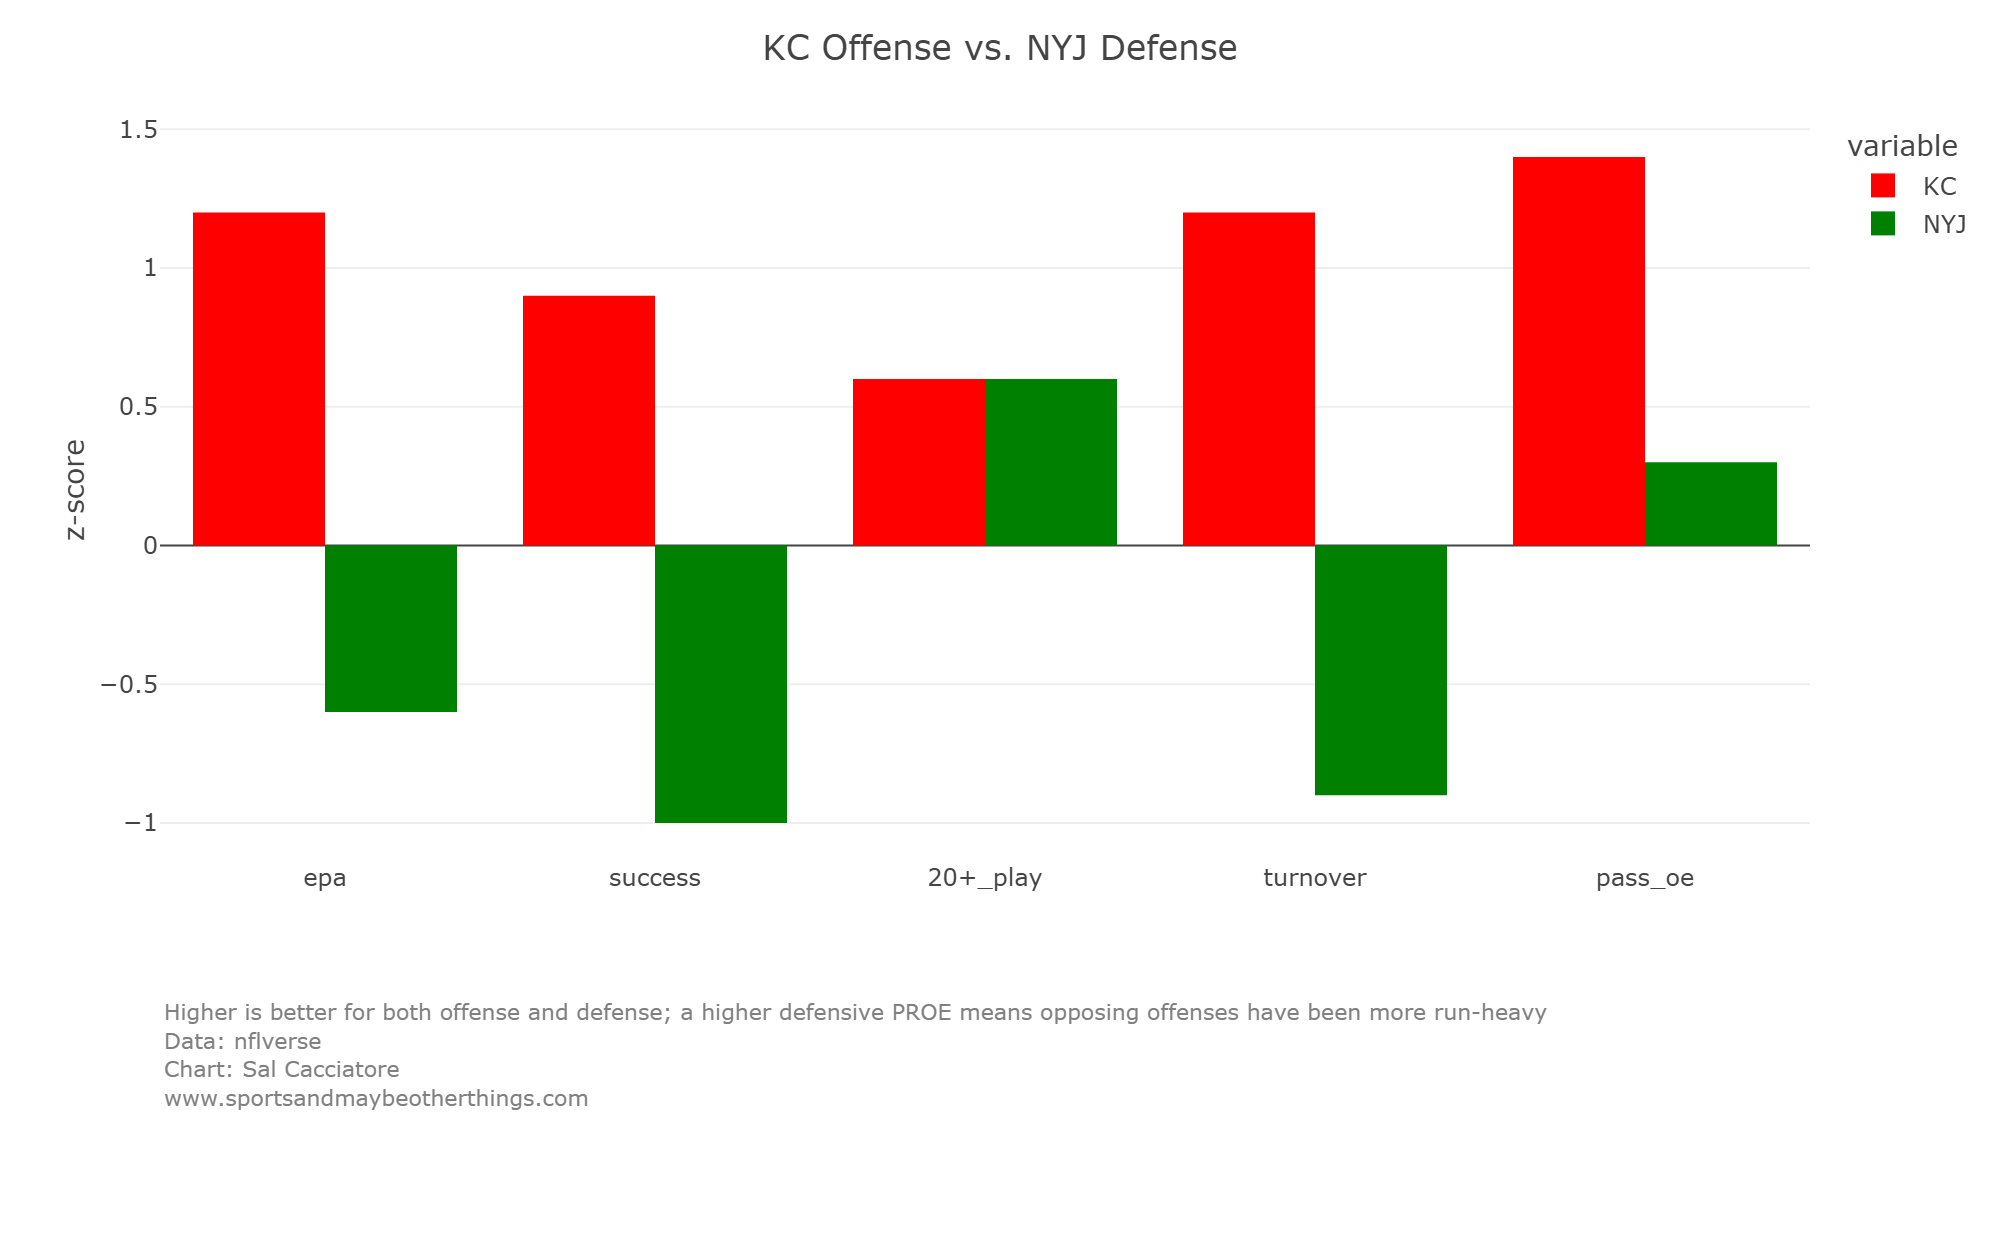 KC Offense vs. NYJ Defense
1.5
1
0.5
0
−0.5
−1
z-score
epa
success
20+_play
turnover
pass_oe
variable
KC
NYJ
Higher is better for both offense and defense; a higher defensive PROE means opposing offenses have been more run-heavy
Data: nflverse
Chart: Sal Cacciatore
www.sportsandmaybeotherthings.com